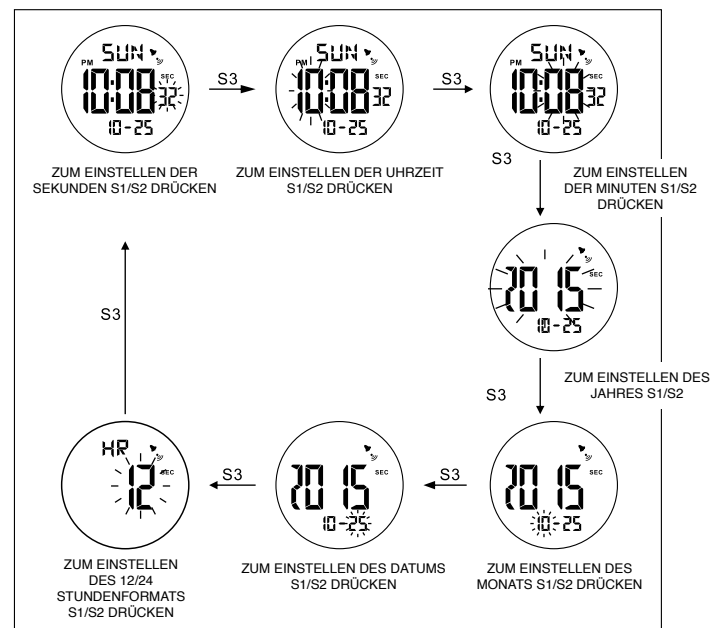 SUN
PM
10:08
SEC
32
10-25
S3
SUN
PM
10:08
32
10-25
S3
SUN
PM
10:08
SEC
32
10-25
ZUM EINSTELLEN DER
SEKUNDEN S1/S2 DRÜCKEN
ZUM EINSTELLEN DER UHRZEIT
S1/S2 DRÜCKEN
S3
ZUM EINSTELLEN
DER MINUTEN S1/S2
DRÜCKEN
2015
SEC
10-25
S3
ZUM EINSTELLEN DES
JAHRES S1/S2
S3
2015
SEC
10-25
ZUM EINSTELLEN DES
MONATS S1/S2 DRÜCKEN
S3
2015
SEC
10-25
ZUM EINSTELLEN DES DATUMS
S1/S2 DRÜCKEN
S3
HR
12
SEC
ZUM EINSTELLEN
DES 12/24
STUNDENFORMATS
S1/S2 DRÜCKEN